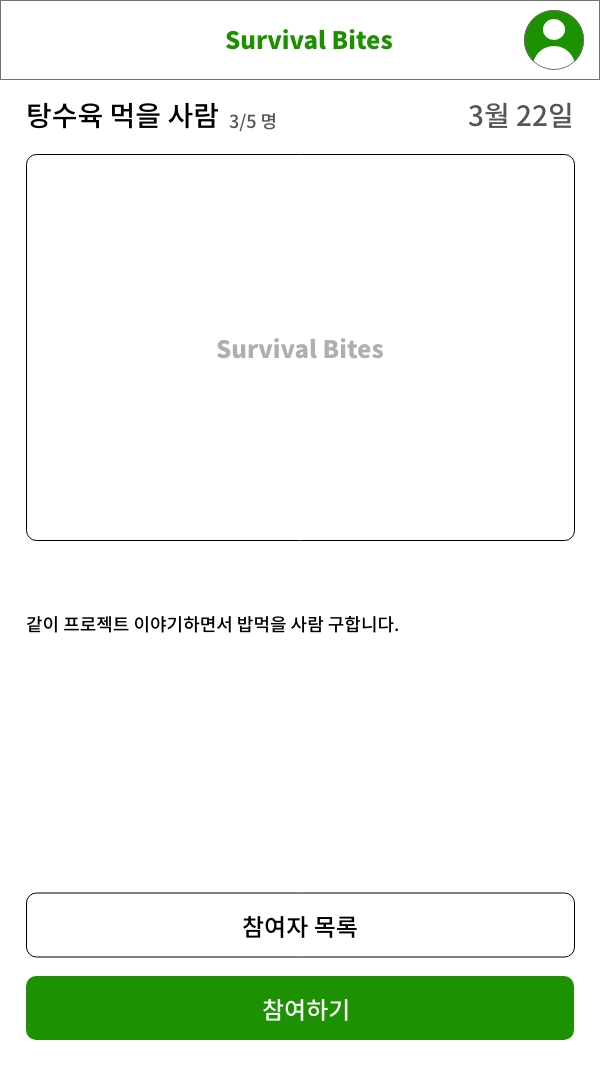 Survival Bites
탕수육 먹을 사람 3/5 명 3월 22일
Survival Bites
같이 프로젝트 이야기하면서 밥먹을 사람 구합니다.
참여자 목록
참여하기